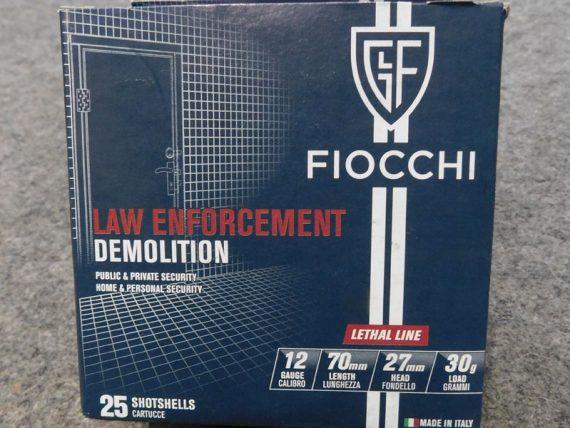 GFL
FIOCCHI
LAW ENFORCEMENT
DEMOLITION
PUBLIC & PRIVATE SECURITY
HOME & PERSONAL SECURITY
LETHAL LINE
12 GAUGE CALIBRO
70mm LENGTH LUNGHEZZA
27mm HEAD FONDELLO
30g LOAD GRAMMI
25 SHOTSHELLS
CARTUCCE
MADE IN ITALY